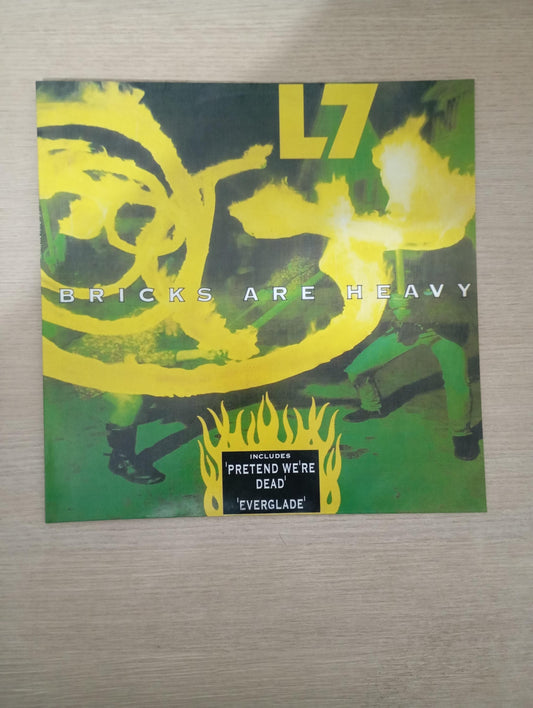 L7
BRICKS ARE HEAVY
INCLUDES
'PRETEND WE'RE
DEAD'
'EVERGLADE'